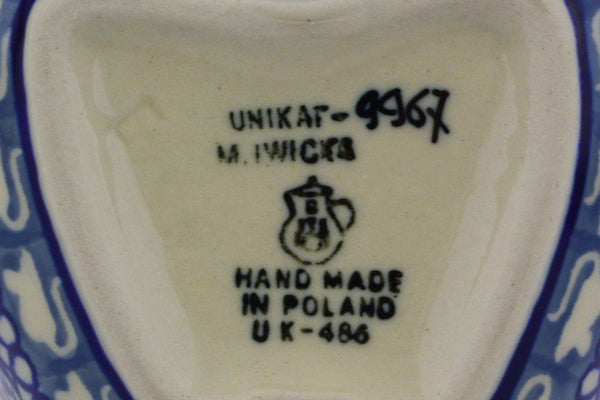 UNIKAT-9967
M. IWICKA
HAND MADE
IN POLAND
UK-486